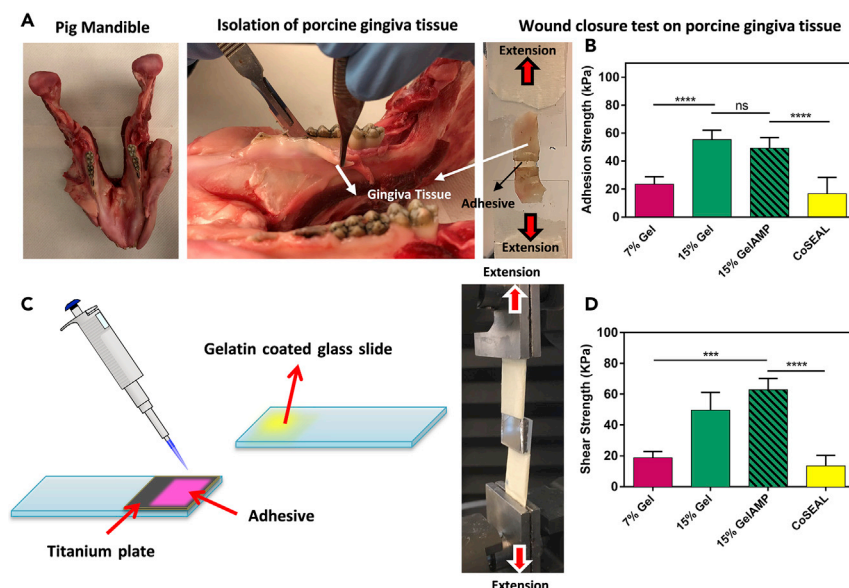 A
Pig Mandible
Isolation of porcine gingiva tissue
Wound closure test on porcine gingiva tissue
Extension
Gingiva Tissue
Adhesive
Extension
B
Adhesion Strength (kPa)
100
80
60
40
20
0
****
ns
****
7% Gel
15% Gel
15% GelAMP
CoSEAL
C
Gelatin coated glass slide
Adhesive
Titanium plate
Extension
Extension
D
Shear Strength (KPa)
100
80
60
40
20
0
***
****
7% Gel
15% Gel
15% GelAMP
CoSEAL